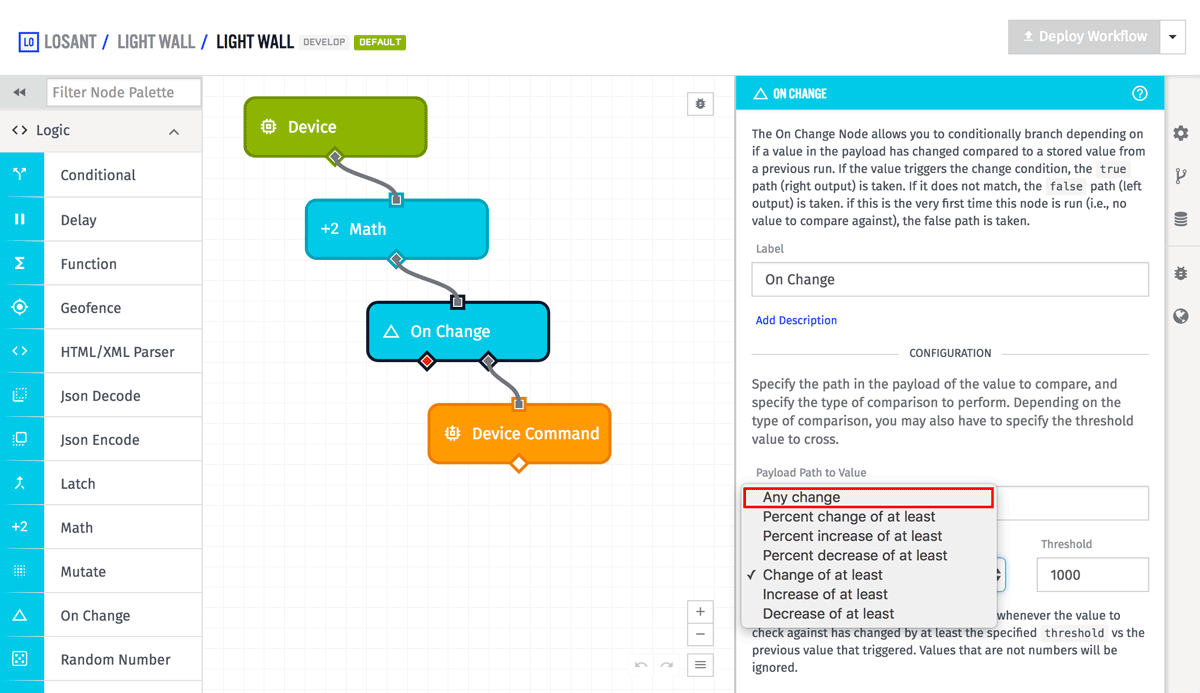 LO LOSANT / LIGHT WALL / LIGHT WALL DEVELOP DEFAULT
Deploy Workflow
Filter Node Palette
Logic
Conditional
Delay
Function
Geofence
HTML/XML Parser
Json Decode
Json Encode
Latch
+2 Math
Mutate
On Change
Random Number
Device
+2 Math
On Change
Device Command
ON CHANGE
The On Change Node allows you to conditionally branch depending on
if a value in the payload has changed compared to a stored value from
a previous run. If the value triggers the change condition, the true
path (right output) is taken. If it does not match, the false path (left
output) is taken. if this is the very first time this node is run (i.e., no
value to compare against), the false path is taken.
Label
On Change
Add Description
CONFIGURATION
Specify the path in the payload of the value to compare, and
specify the type of comparison to perform. Depending on the
type of comparison, you may also have to specify the threshold
value to cross.
Payload Path to Value
Any change
Percent change of at least
Percent increase of at least
Percent decrease of at least
✓ Change of at least
Increase of at least
Decrease of at least
Threshold
1000
whenever the value to
check against has changed by at least the specified threshold vs the
previous value that triggered. Values that are not numbers will be
ignored.